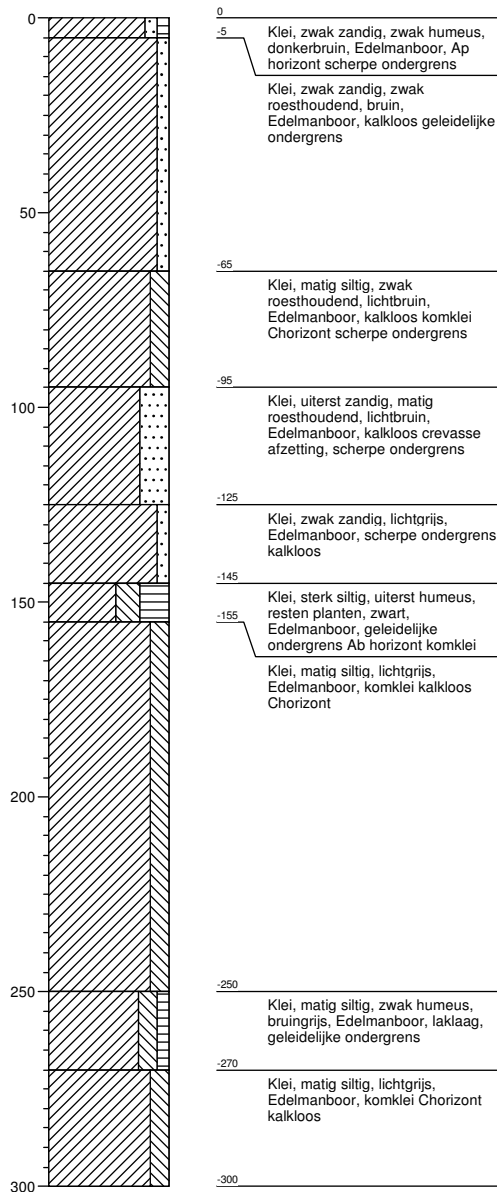 0
50
100
150
200
250
300
0
Klei, zwak zandig, zwak humeus,
donkerbruin, Edelmanboor, Ap
horizont scherpe ondergrens
-5
Klei, zwak zandig, zwak
roesthoudend, bruin,
Edelmanboor, kalkloos geleidelijke
ondergrens
-65
Klei, matig siltig, zwak
roesthoudend, lichtbruin,
Edelmanboor, kalkloos komklei
Chorizont scherpe ondergrens
-95
Klei, uiterst zandig, matig
roesthoudend, lichtbruin,
Edelmanboor, kalkloos crevasse
afzetting, scherpe ondergrens
-125
Klei, zwak zandig, lichtgrijs,
Edelmanboor, scherpe ondergrens
kalkloos
-145
Klei, sterk siltig, uiterst humeus,
resten planten, zwart,
Edelmanboor, geleidelijke
ondergrens Ab horizont komklei
-155
Klei, matig siltig, lichtgrijs,
Edelmanboor, komklei kalkloos
Chorizont
-250
Klei, matig siltig, zwak humeus,
bruingrijs, Edelmanboor, laklaag,
geleidelijke ondergrens
-270
Klei, matig siltig, lichtgrijs,
Edelmanboor, komklei Chorizont
kalkloos
-300